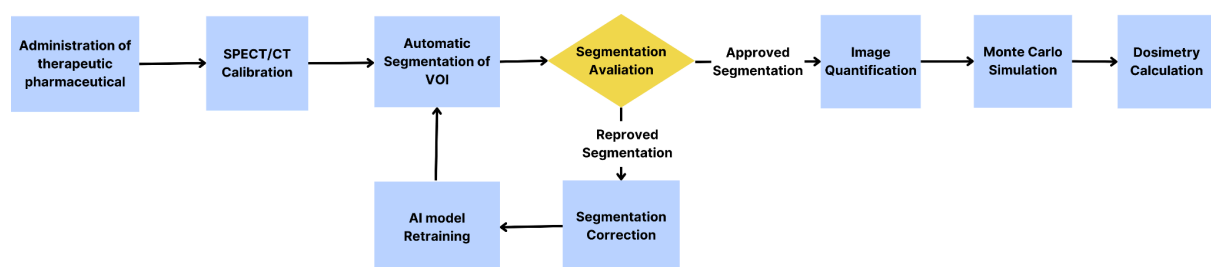 Administration of
therapeutic
pharmaceutical
SPECT/CT
Calibration
Automatic
Segmentation of
VOI
Segmentation
Avaliation
Approved
Segmentation
Image
Quantification
Monte Carlo
Simulation
Dosimetry
Calculation
Reproved
Segmentation
Segmentation
Correction
AI model
Retraining